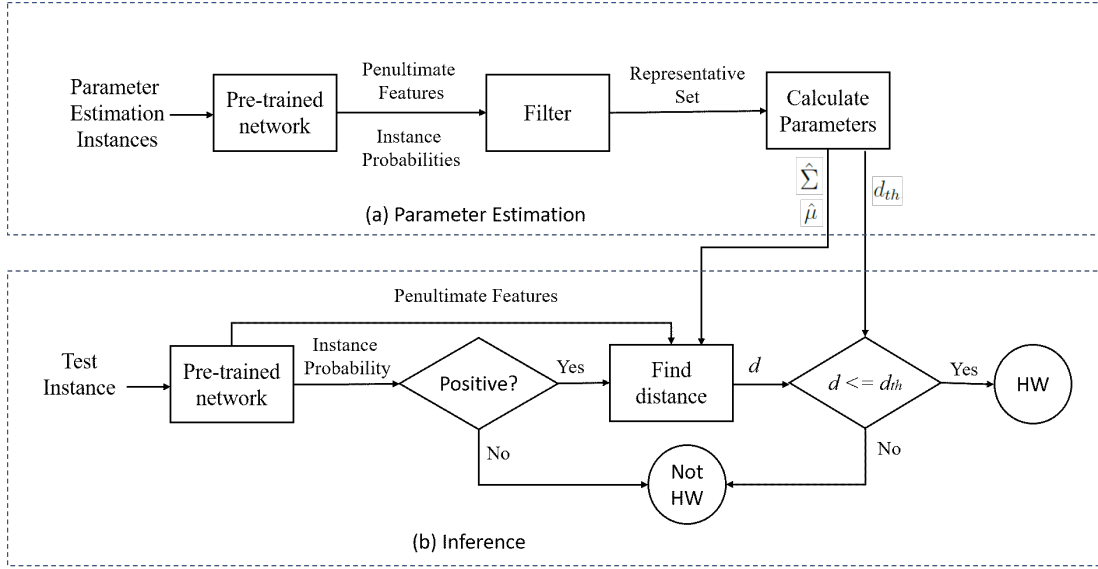 Parameter
Estimation
Instances
Pre-trained
network
Penultimate
Features
Instance
Probabilities
Filter
Representative
Set
Calculate
Parameters
Σ̂
μ̂
d_th
(a) Parameter Estimation
Penultimate Features
Test
Instance
Pre-trained
network
Instance
Probability
Positive?
Yes
No
Find
distance
d
d <= d_th
Yes
HW
No
Not
HW
(b) Inference